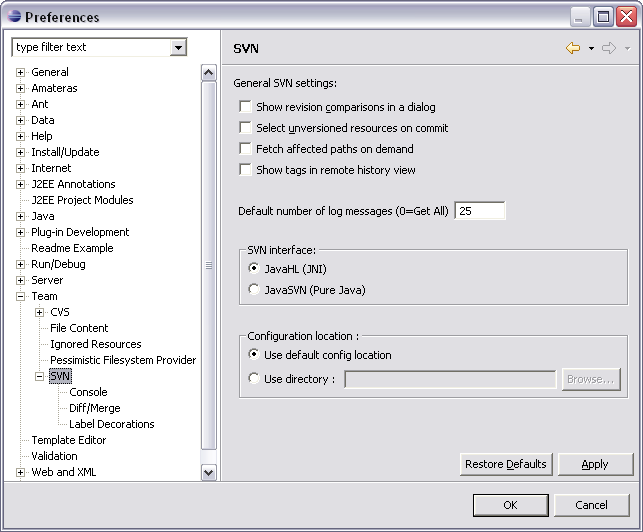 Preferences
type filter text
General
Amateras
Ant
Data
Help
Install/Update
Internet
J2EE Annotations
J2EE Project Modules
Java
Plug-in Development
Readme Example
Run/Debug
Server
Team
CVS
File Content
Ignored Resources
Pessimistic Filesystem Provider
SVN
Console
Diff/Merge
Label Decorations
Template Editor
Validation
Web and XML
SVN
General SVN settings:
Show revision comparisons in a dialog
Select unversioned resources on commit
Fetch affected paths on demand
Show tags in remote history view
Default number of log messages (0=Get All) 25
SVN interface:
JavaHL (JNI)
JavaSVN (Pure Java)
Configuration location :
Use default config location
Use directory : Browse...
Restore Defaults Apply
OK Cancel